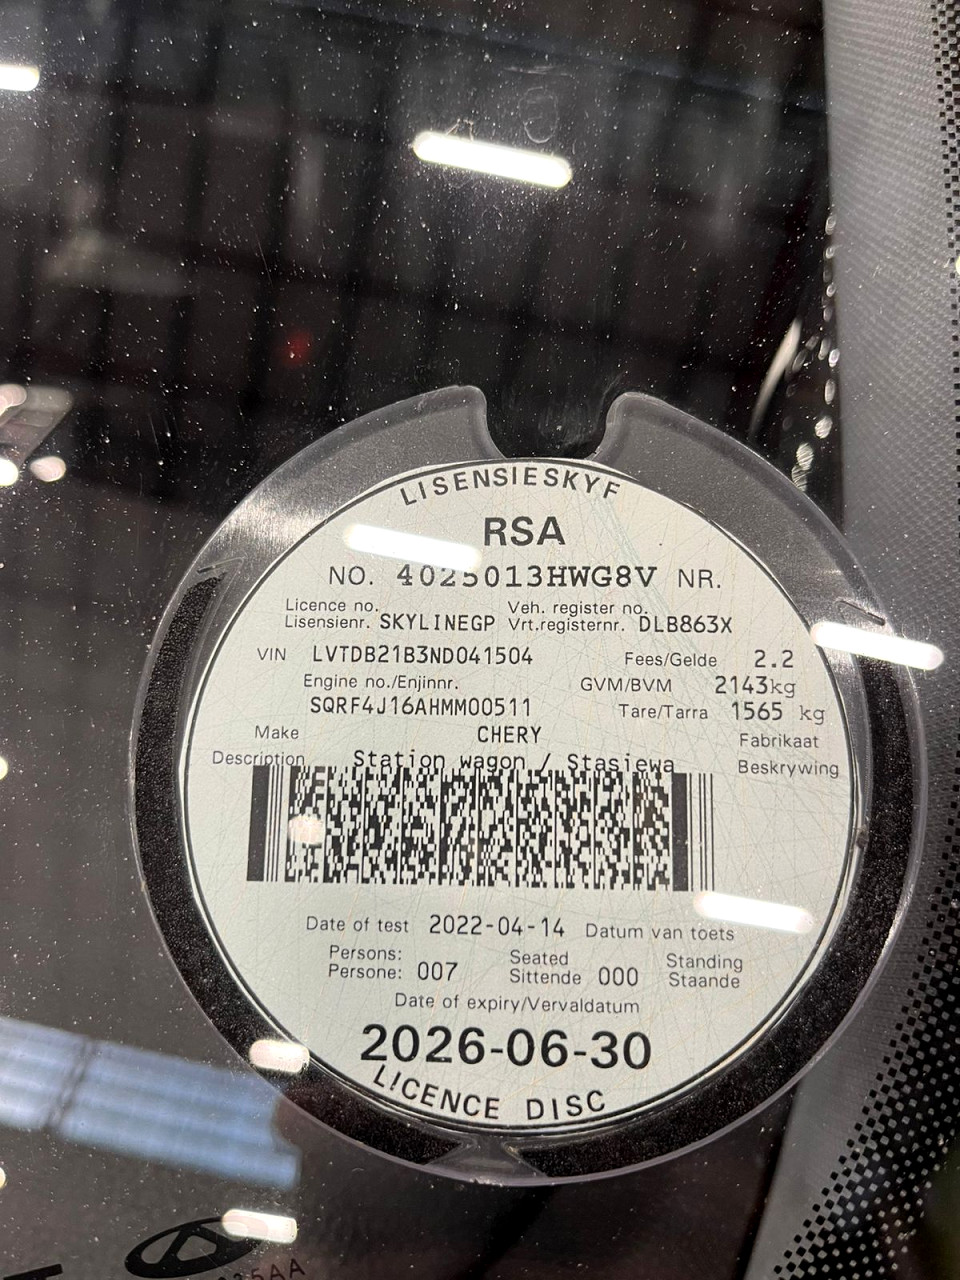 LISENSIESKYF
RSA
NO. 4025013HWG8V NR.
Licence no. Veh. register no.
Lisensienr. SKYLINEGP Vrt.registernr. DLB863X
VIN LVTDB21B3ND041504 Fees/Gelde 2.2
Engine no./Enjinnr. GVM/BVM 2143kg
SQRF4J16AHMM00511 Tare/Tarra 1565 kg
Make CHERY Fabrikaat
Description Station wagon / Stasiewa Beskrywing
Date of test 2022-04-14 Datum van toets
Persons: Seated Standing
Persone: 007 Sittende 000 Staande
Date of expiry/Vervaldatum
2026-06-30
LICENCE DISC